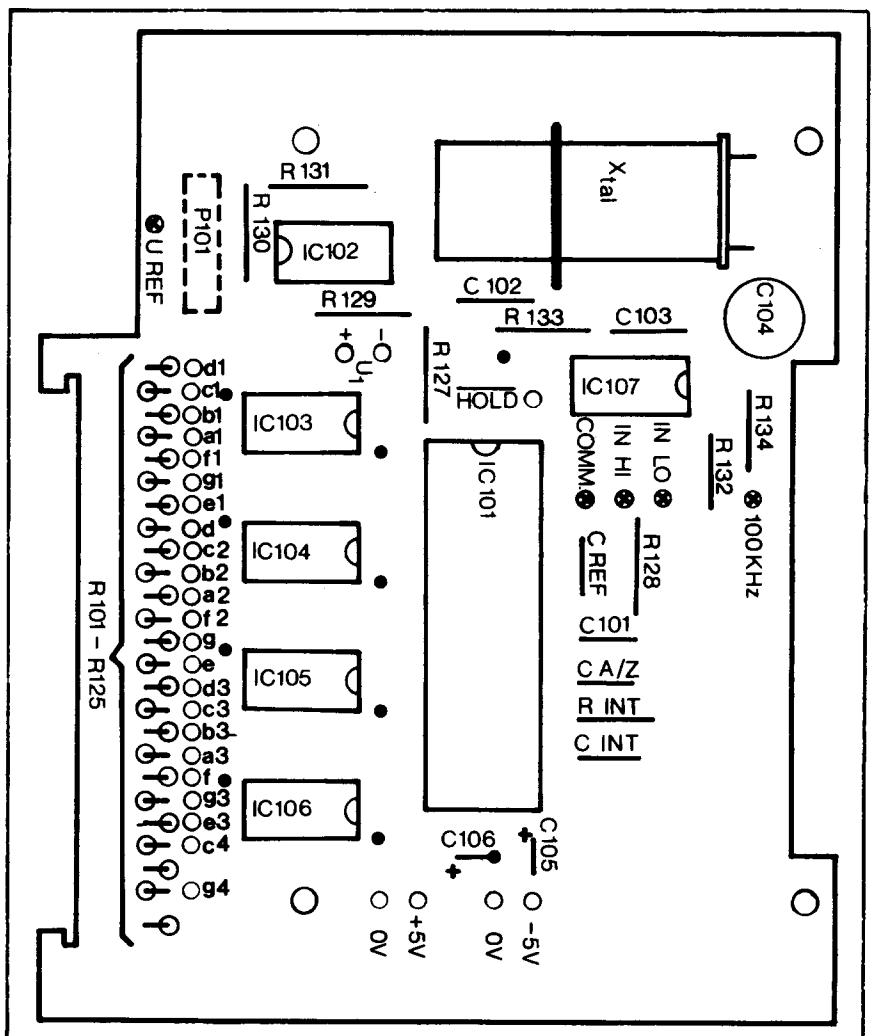 Xtal
R 131
P101
R 130
U REF
IC102
C 102
C104
R 129
R 133
C103
+
-
U1
R 127
HOLD
IC107
R 134
R 132
100KHz
COMM.
IN HI
IN LO
d1
c1
b1
a1
f1
g1
e1
d
c2
b2
a2
f2
g
e
d3
c3
b3
a3
f
g3
e3
c4
g4
R101 – R125
IC103
IC104
IC105
IC106
IC101
C REF
R128
C101
C A/Z
R INT
C INT
C106
+
C105
+
0V
+5V
0V
-5V